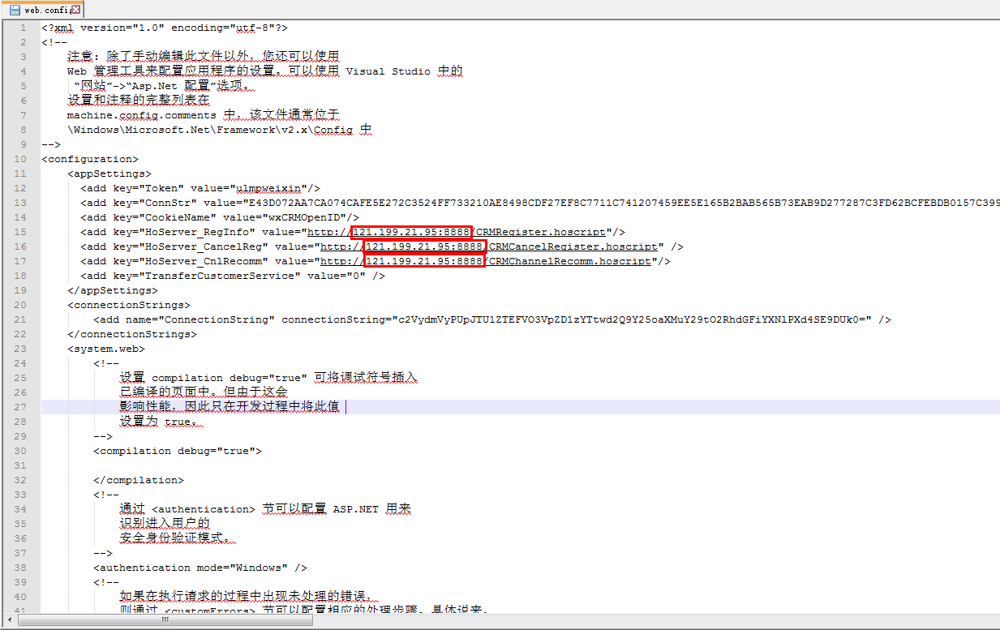 web.config
1 <?xml version="1.0" encoding="utf-8"?>
2 <!--
3 注意: 除了手动编辑此文件以外，您还可以使用
4 Web 管理工具来配置应用程序的设置。可以使用 Visual Studio 中的
5 “网站”->“Asp.Net 配置”选项。
6 设置和注释的完整列表在
7 machine.config.comments 中，该文件通常位于
8 \Windows\Microsoft.Net\Framework\v2.x\Config 中
9 -->
10 <configuration>
11 <appSettings>
12 <add key="Token" value="ulmpweixin"/>
13 <add key="ConnStr" value="E43D072AA7CA074CAFE5E272C3524FF733210AE8498CDF27EF8C7711C741207459EE5E165B2BAB565B73EAB9D277287C3FD62BCFEBDB0157C399
14 <add key="CookieName" value="wxCRMOpenID"/>
15 <add key="HoServer_RegInfo" value="http://121.199.21.95:8888/CRMRegister.hoscript"/>
16 <add key="HoServer_CancelReg" value="http://121.199.21.95:8888/CRMCancelRegister.hoscript" />
17 <add key="HoServer_CnlRecomm" value="http://121.199.21.95:8888/CRMChannelRecomm.hoscript"/>
18 <add key="TransferCustomerService" value="0" />
19 </appSettings>
20 <connectionStrings>
21 <add name="ConnectionString" connectionString="c2VydmVyPUpJTU1ZTEFVO3VpZD1zYTtwd2Q9Y25oaXMuY29tO2RhdGFiYXNlPXd4SE9DUk0=" />
22 </connectionStrings>
23 <system.web>
24 <!--
25 设置 compilation debug="true" 可将调试符号插入
26 已编译的页面中。但由于这会
27 影响性能，因此只在开发过程中将此值
28 设置为 true。
29 -->
30 <compilation debug="true">
31
32 </compilation>
33 <!--
34 通过 <authentication> 节可以配置 ASP.NET 用来
35 识别进入用户的
36 安全身份验证模式。
37 -->
38 <authentication mode="Windows" />
39 <!--
40 如果在执行请求的过程中出现未处理的错误，
41 则通过 <customErrors> 节可以配置相应的处理步骤。具体说来，